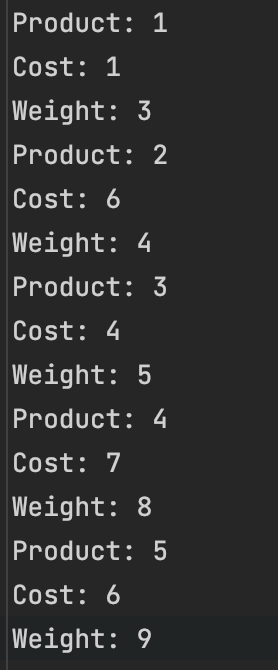 Product: 1
Cost: 1
Weight: 3
Product: 2
Cost: 6
Weight: 4
Product: 3
Cost: 4
Weight: 5
Product: 4
Cost: 7
Weight: 8
Product: 5
Cost: 6
Weight: 9